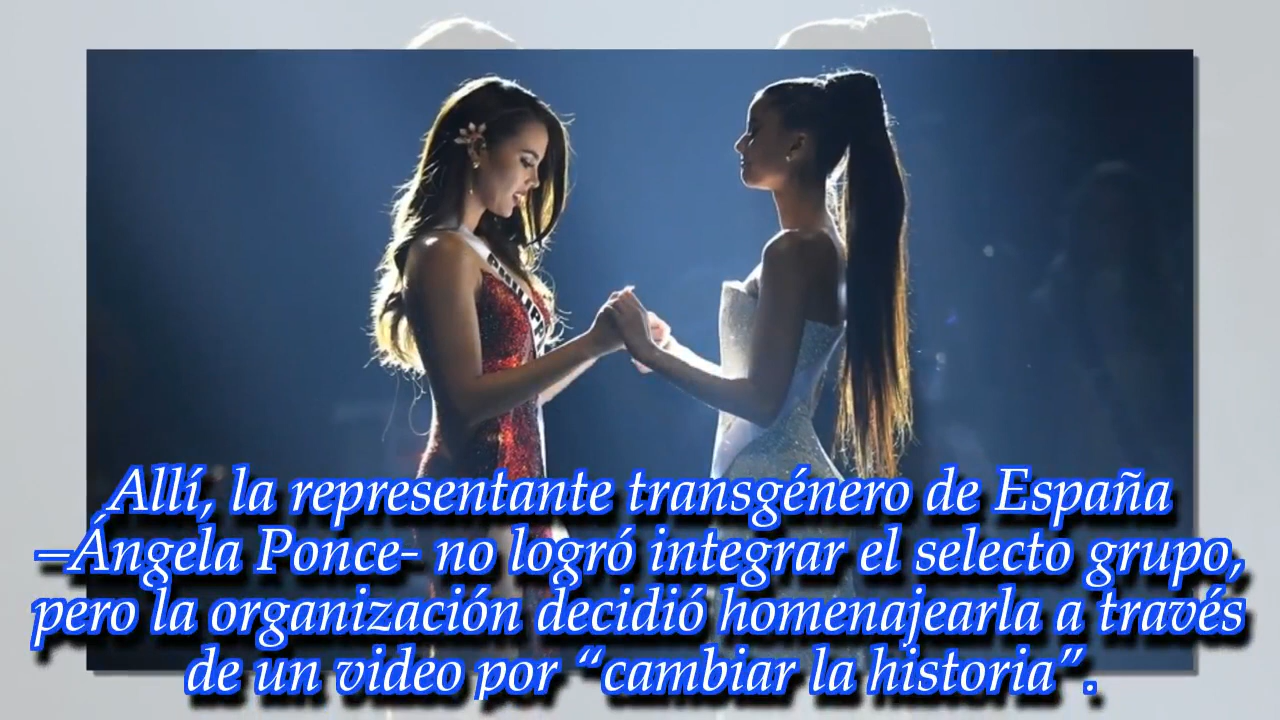 PHILIPP
Allí, la representante transgénero de España
–Ángela Ponce- no logró integrar el selecto grupo,
pero la organización decidió homenajearla a través
de un video por “cambiar la historia”.